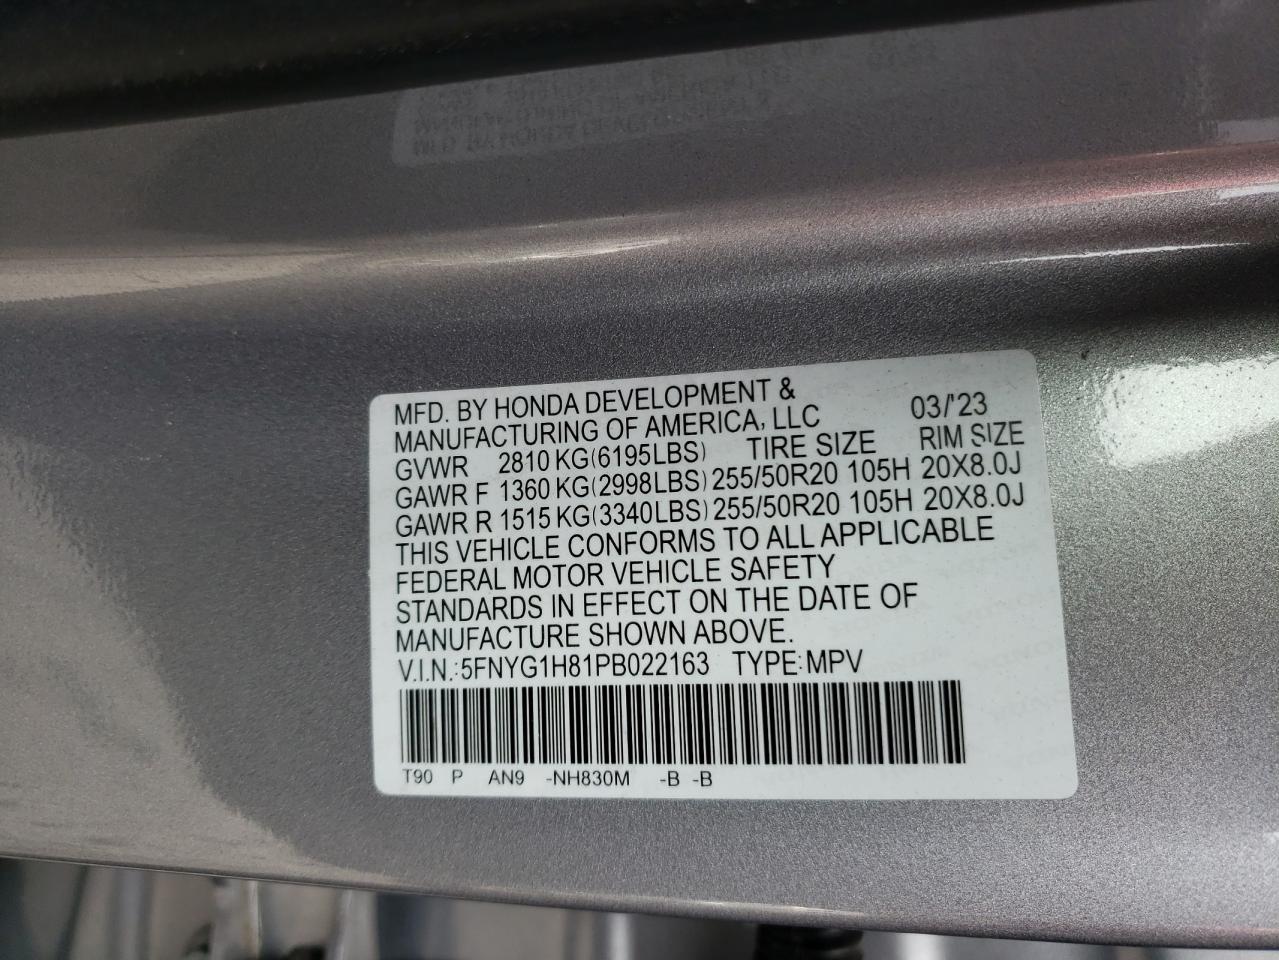 MFD. BY HONDA DEVELOPMENT &
MANUFACTURING OF AMERICA, LLC 03/'23
GVWR 2810 KG(6195LBS) TIRE SIZE RIM SIZE
GAWR F 1360 KG(2998LBS) 255/50R20 105H 20X8.0J
GAWR R 1515 KG(3340LBS) 255/50R20 105H 20X8.0J
THIS VEHICLE CONFORMS TO ALL APPLICABLE
FEDERAL MOTOR VEHICLE SAFETY
STANDARDS IN EFFECT ON THE DATE OF
MANUFACTURE SHOWN ABOVE.
V.I.N.:5FNYG1H81PB022163 TYPE:MPV
T90 P AN9 -NH830M -B -B